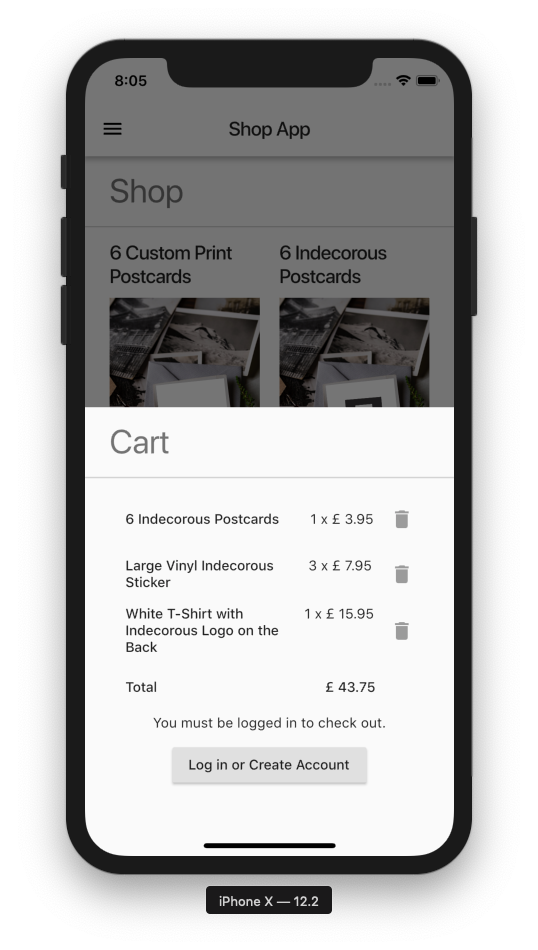 8:05
Shop App
Shop
6 Custom Print
Postcards
6 Indecorous
Postcards
Cart
6 Indecorous Postcards
1 x £ 3.95
Large Vinyl Indecorous
Sticker
3 x £ 7.95
White T-Shirt with
Indecorous Logo on the
Back
1 x £ 15.95
Total
£ 43.75
You must be logged in to check out.
Log in or Create Account
iPhone X — 12.2